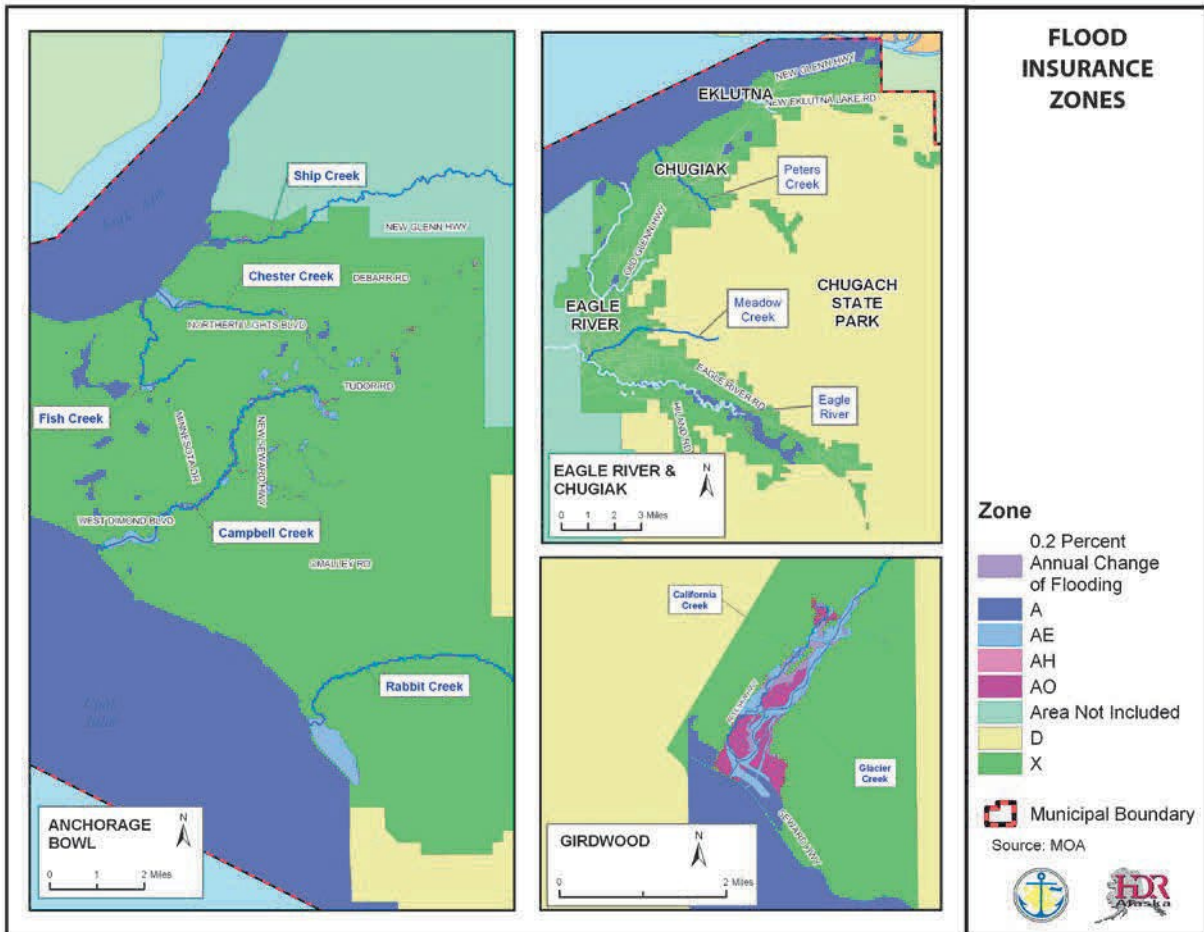 FLOOD
INSURANCE
ZONES
Ship Creek
NEW GLENN HWY
Chester Creek
DEBARR RD
NORTHERN LIGHTS BLVD
TUDOR RD
Fish Creek
MINNESOTA DR
NEW SEWARD HWY
WEST DIMOND BLVD
Campbell Creek
OMALLEY RD
Rabbit Creek
ANCHORAGE
BOWL
N
0 1 2 Miles
NEW GLENN HWY
EKLUTNA
NEW EKLUTNA LAKE RD
CHUGIAK
Peters
Creek
OLD GLENN HWY
CHUGACH
STATE
PARK
EAGLE
RIVER
Meadow
Creek
EAGLE RIVER RD
Eagle
River
HILAND RD
EAGLE RIVER &
CHUGIAK
N
0 1 2 3 Miles
California
Creek
Glacier
Creek
SEWARD HWY
GIRDWOOD
N
0 1 2 Miles
Zone
0.2 Percent
Annual Change
of Flooding
A
AE
AH
AO
Area Not Included
D
X
Municipal Boundary
Source: MOA
HDR
Alaska